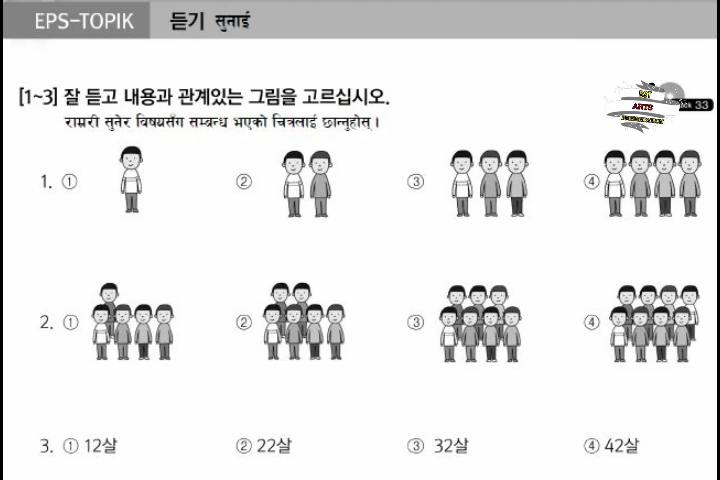 EPS-TOPIK 듣기 सुनाइ
[1~3] 잘 듣고 내용과 관계있는 그림을 고르십시오.
राम्ररी सुनेर विषयसँग सम्बन्ध भएको चित्रलाई छान्नुहोस् ।
ARTS
33
1. ① ② ③ ④
2. ① ② ③ ④
3. ① 12살 ② 22살 ③ 32살 ④ 42살